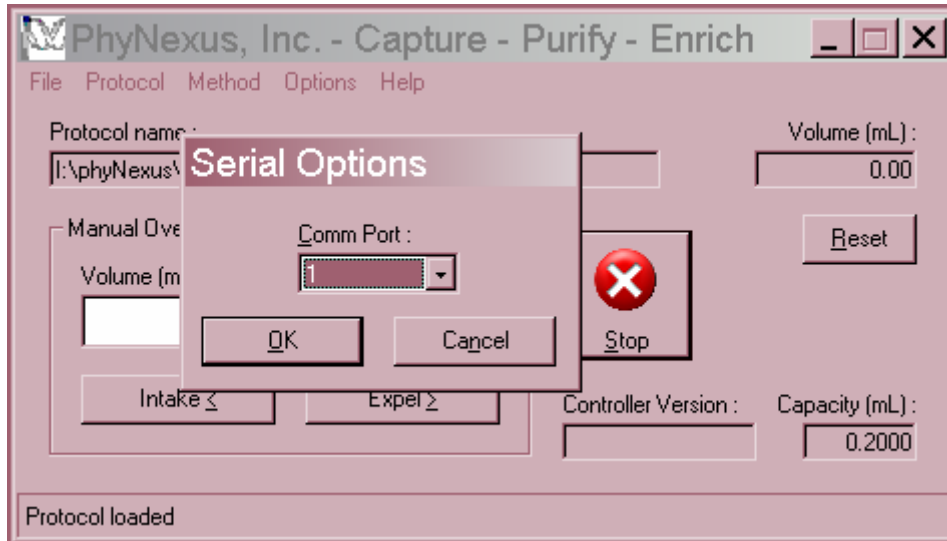 PhyNexus, Inc. - Capture - Purify - Enrich
File Protocol Method Options Help
Protocol name :
Volume (mL) :
I:\phyNexus\
0.00
Serial Options
Manual Ove
Comm Port :
Reset
Volume (m
1
OK Cancel
Stop
Intake < Expel >
Controller Version : Capacity (mL) :
0.2000
Protocol loaded